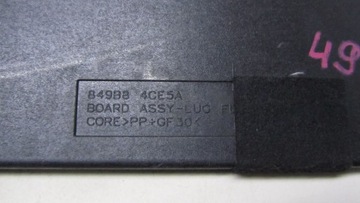 849B8 4CE5A
BOARD ASSY-LUG F
CORE>PP+GF30<
49